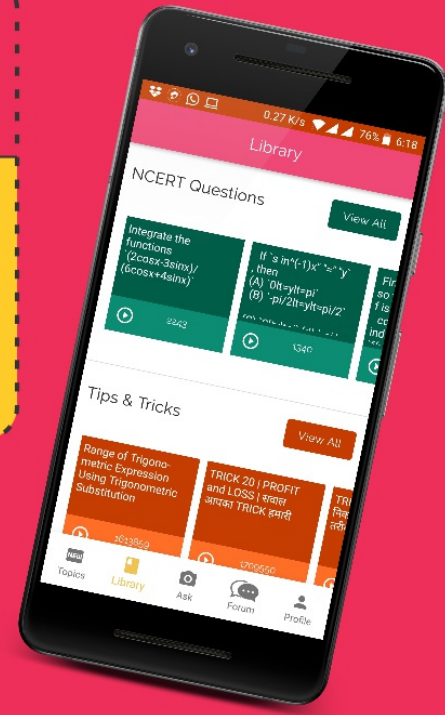 0.27 K/s 76% 6:18
Library
NCERT Questions
View All
Integrate the
functions
`(2cosx-3sinx)/
(6cosx+4sinx)`
2243
If `s in^(-1)x" "=" "y`
, then
(A) `0lt=ylt=pi`
(B) `-pi/2lt=ylt=pi/2`
1340
Tips & Tricks
View All
Range of Trigono-
metric Expression
Using Trigonometric
Substitution
1613859
TRICK 20 | PROFIT
and LOSS | सवाल
आपका TRICK हमारी
1709550
NEW
Topics
Library
Ask
Forum
Profile